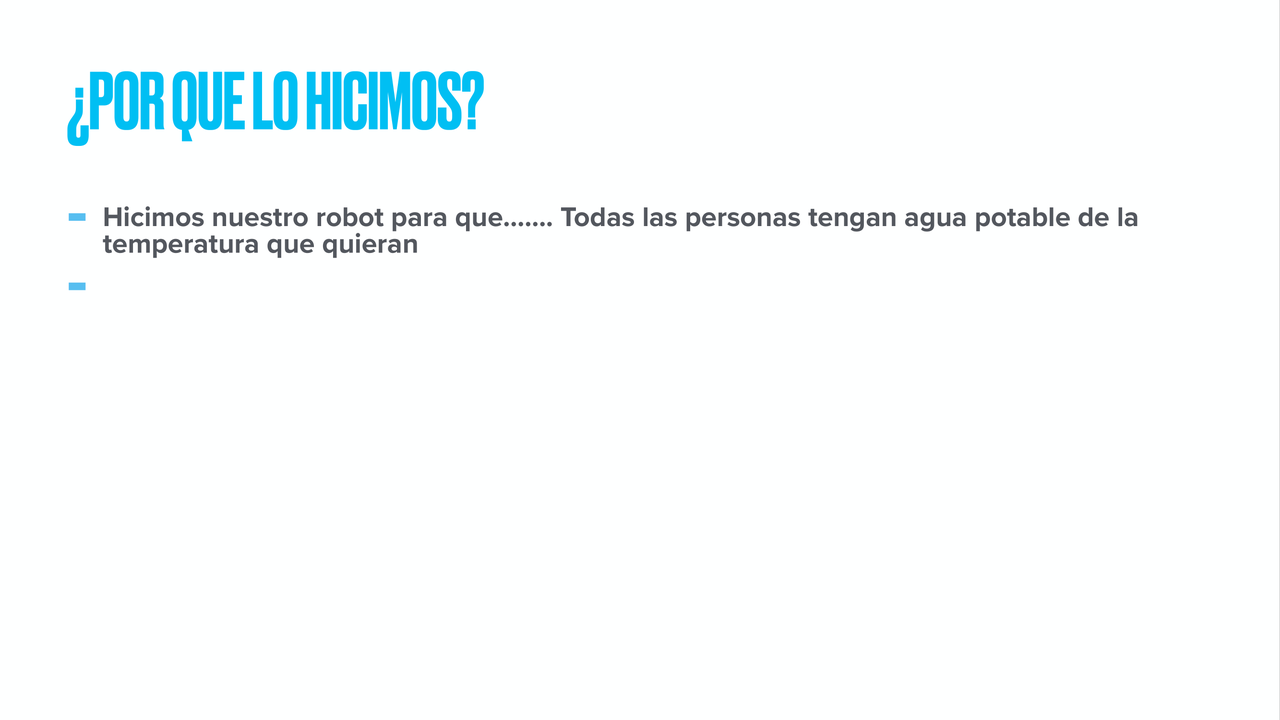 ¿POR QUE LO HICIMOS?
Hicimos nuestro robot para que....... Todas las personas tengan agua potable de la
temperatura que quieran